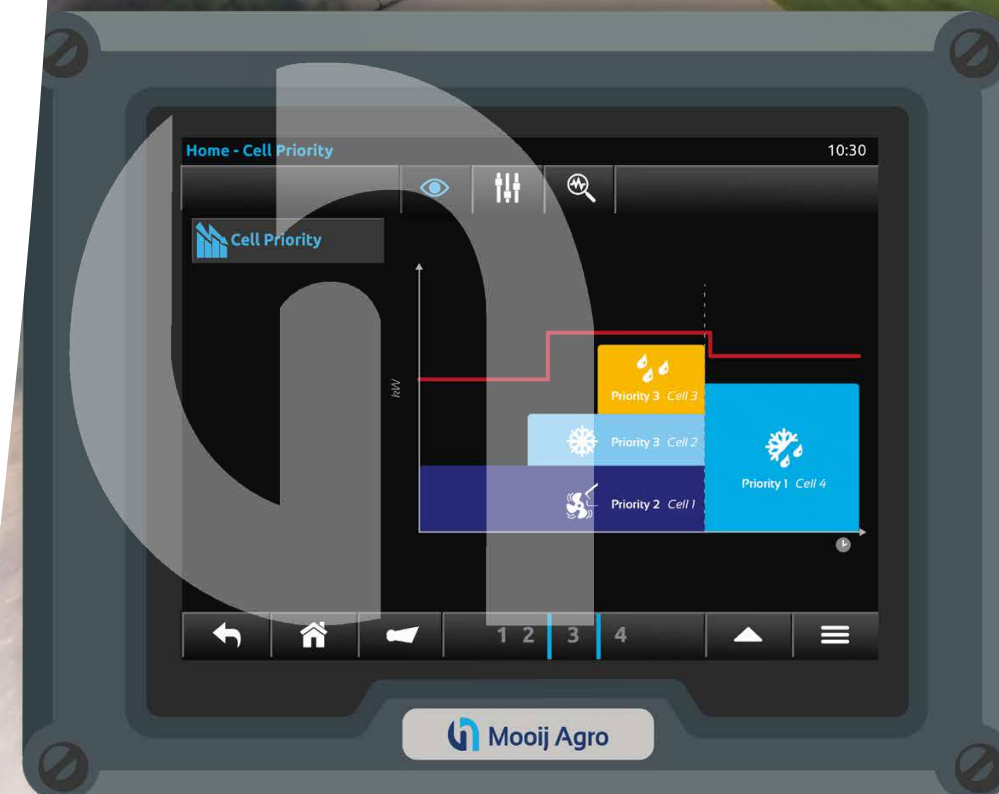 Home - Cell Priority
10:30
Cell Priority
kW
Priority 3 Cell 3
Priority 3 Cell 2
Priority 2 Cell 1
Priority 1 Cell 4
1 2 3 4
Mooij Agro